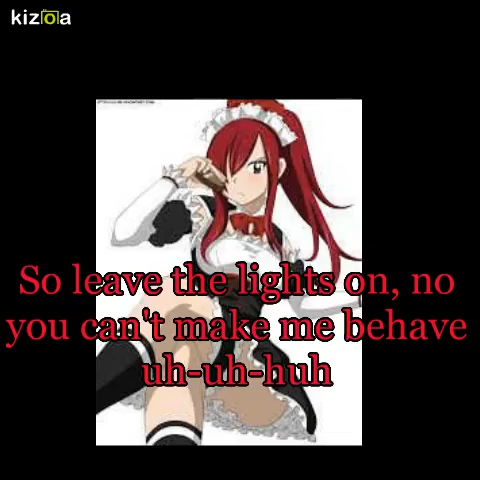 kizoa
So leave the lights on, no
you can't make me behave
uh-uh-huh